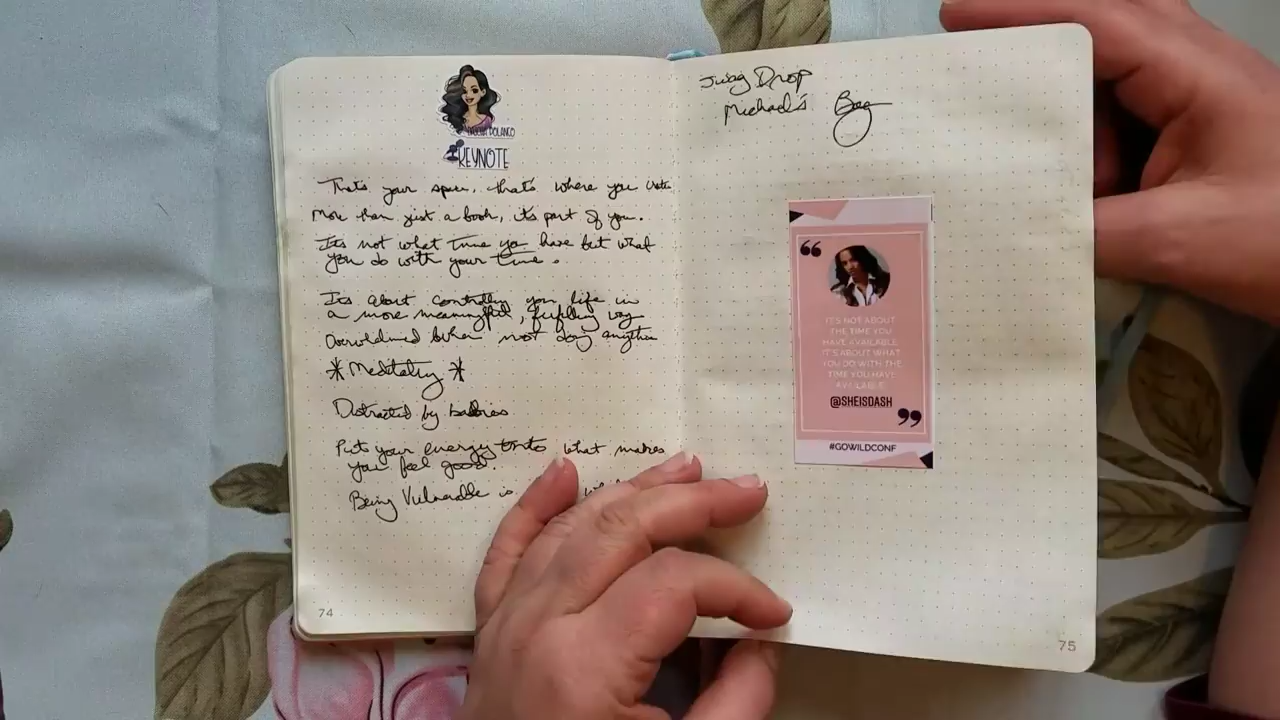 DASCHA POLANCO
KEYNOTE
That's your space, that's where you
More than just a book, it's part of you.
It's not what time you have but what
you do with your time.
It's about controlling your life in
a more meaningful, fulfilling way
overwhelmed when not doing anything
* Meditating *
Distracted by babies
Put your energy into what makes
you feel good.
Being Vulnerable is
74
Swag Drop
Michael's Bag
“
IT'S NOT ABOUT
THE TIME YOU
HAVE AVAILABLE.
IT'S ABOUT WHAT
YOU DO WITH THE
TIME YOU HAVE
AVAILABLE
@SHEISDASH
”
#GOWILDCONF
75